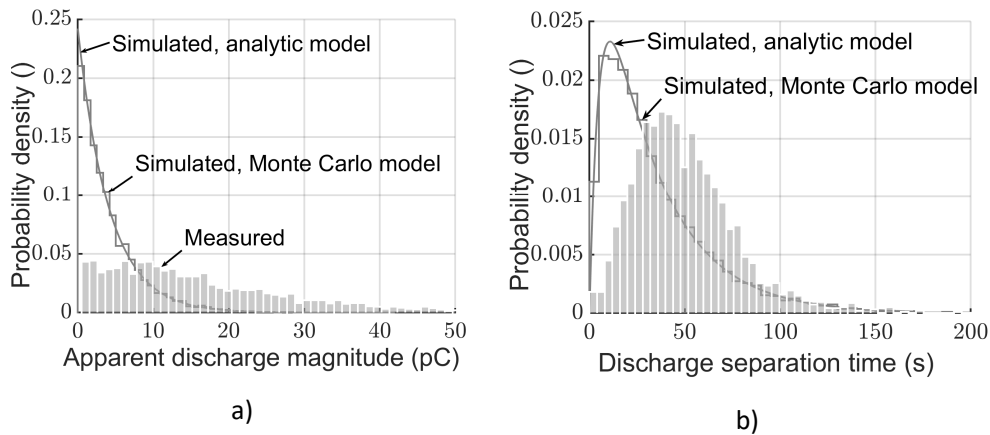 0.25
0.2
0.15
0.1
0.05
0
Probability density ()
Simulated, analytic model
Simulated, Monte Carlo model
Measured
0 10 20 30 40 50
Apparent discharge magnitude (pC)
a)
0.025
0.02
0.015
0.01
0.005
0
Probability density ()
Simulated, analytic model
Simulated, Monte Carlo model
0 50 100 150 200
Discharge separation time (s)
b)